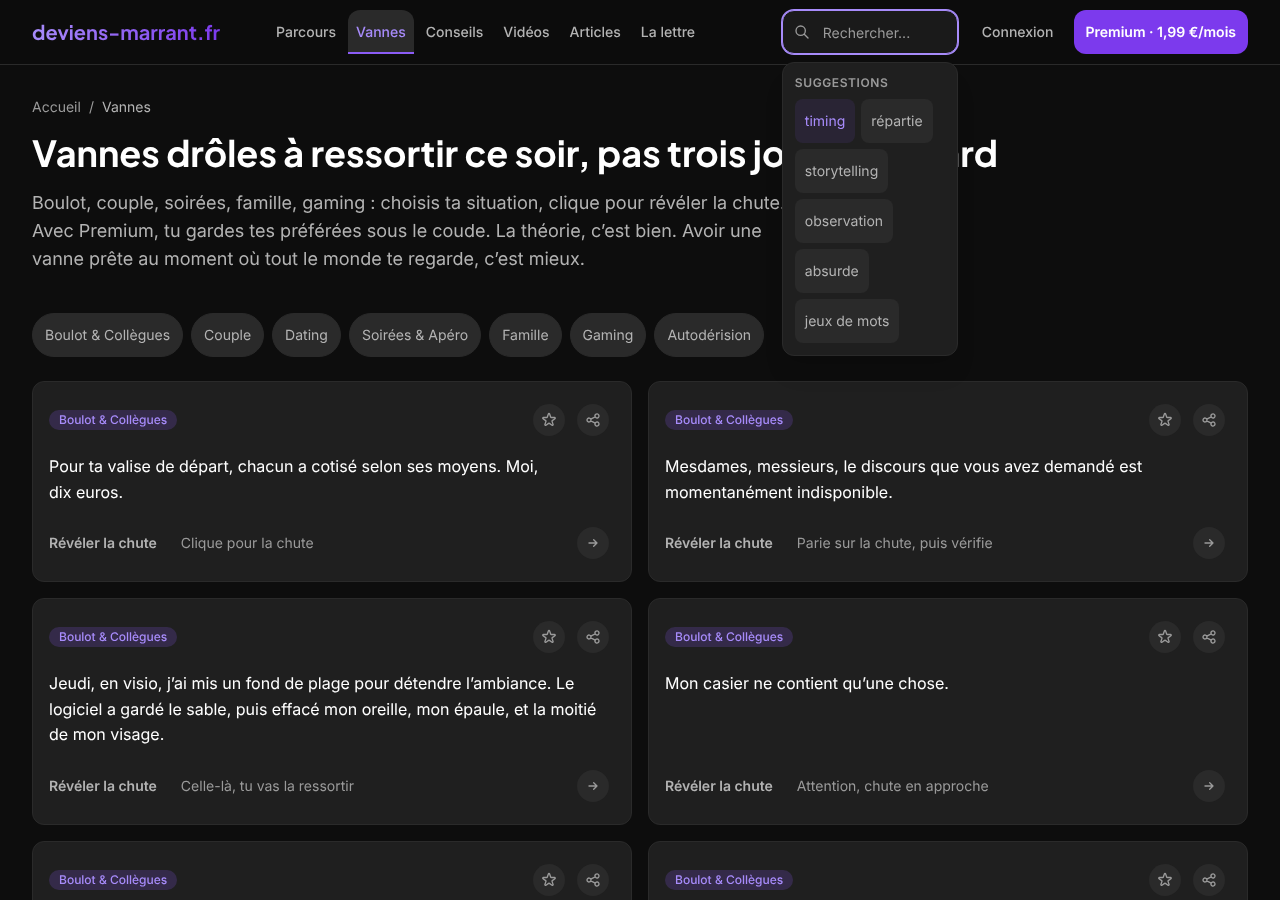 deviens-marrant.fr
Parcours
Vannes
Conseils
Vidéos
Articles
La lettre
Rechercher...
Connexion
Premium · 1,99 €/mois
SUGGESTIONS
timing
répartie
storytelling
observation
absurde
jeux de mots
Accueil / Vannes
Vannes drôles à ressortir ce soir, pas trois jo rd
Boulot, couple, soirées, famille, gaming : choisis ta situation, clique pour révéler la chute.
Avec Premium, tu gardes tes préférées sous le coude. La théorie, c’est bien. Avoir une
vanne prête au moment où tout le monde te regarde, c’est mieux.
Boulot & Collègues
Couple
Dating
Soirées & Apéro
Famille
Gaming
Autodérision
Boulot & Collègues
Pour ta valise de départ, chacun a cotisé selon ses moyens. Moi,
dix euros.
Révéler la chute
Clique pour la chute
Boulot & Collègues
Mesdames, messieurs, le discours que vous avez demandé est
momentanément indisponible.
Révéler la chute
Parie sur la chute, puis vérifie
Boulot & Collègues
Jeudi, en visio, j’ai mis un fond de plage pour détendre l’ambiance. Le
logiciel a gardé le sable, puis effacé mon oreille, mon épaule, et la moitié
de mon visage.
Révéler la chute
Celle-là, tu vas la ressortir
Boulot & Collègues
Mon casier ne contient qu’une chose.
Révéler la chute
Attention, chute en approche
Boulot & Collègues
Boulot & Collègues